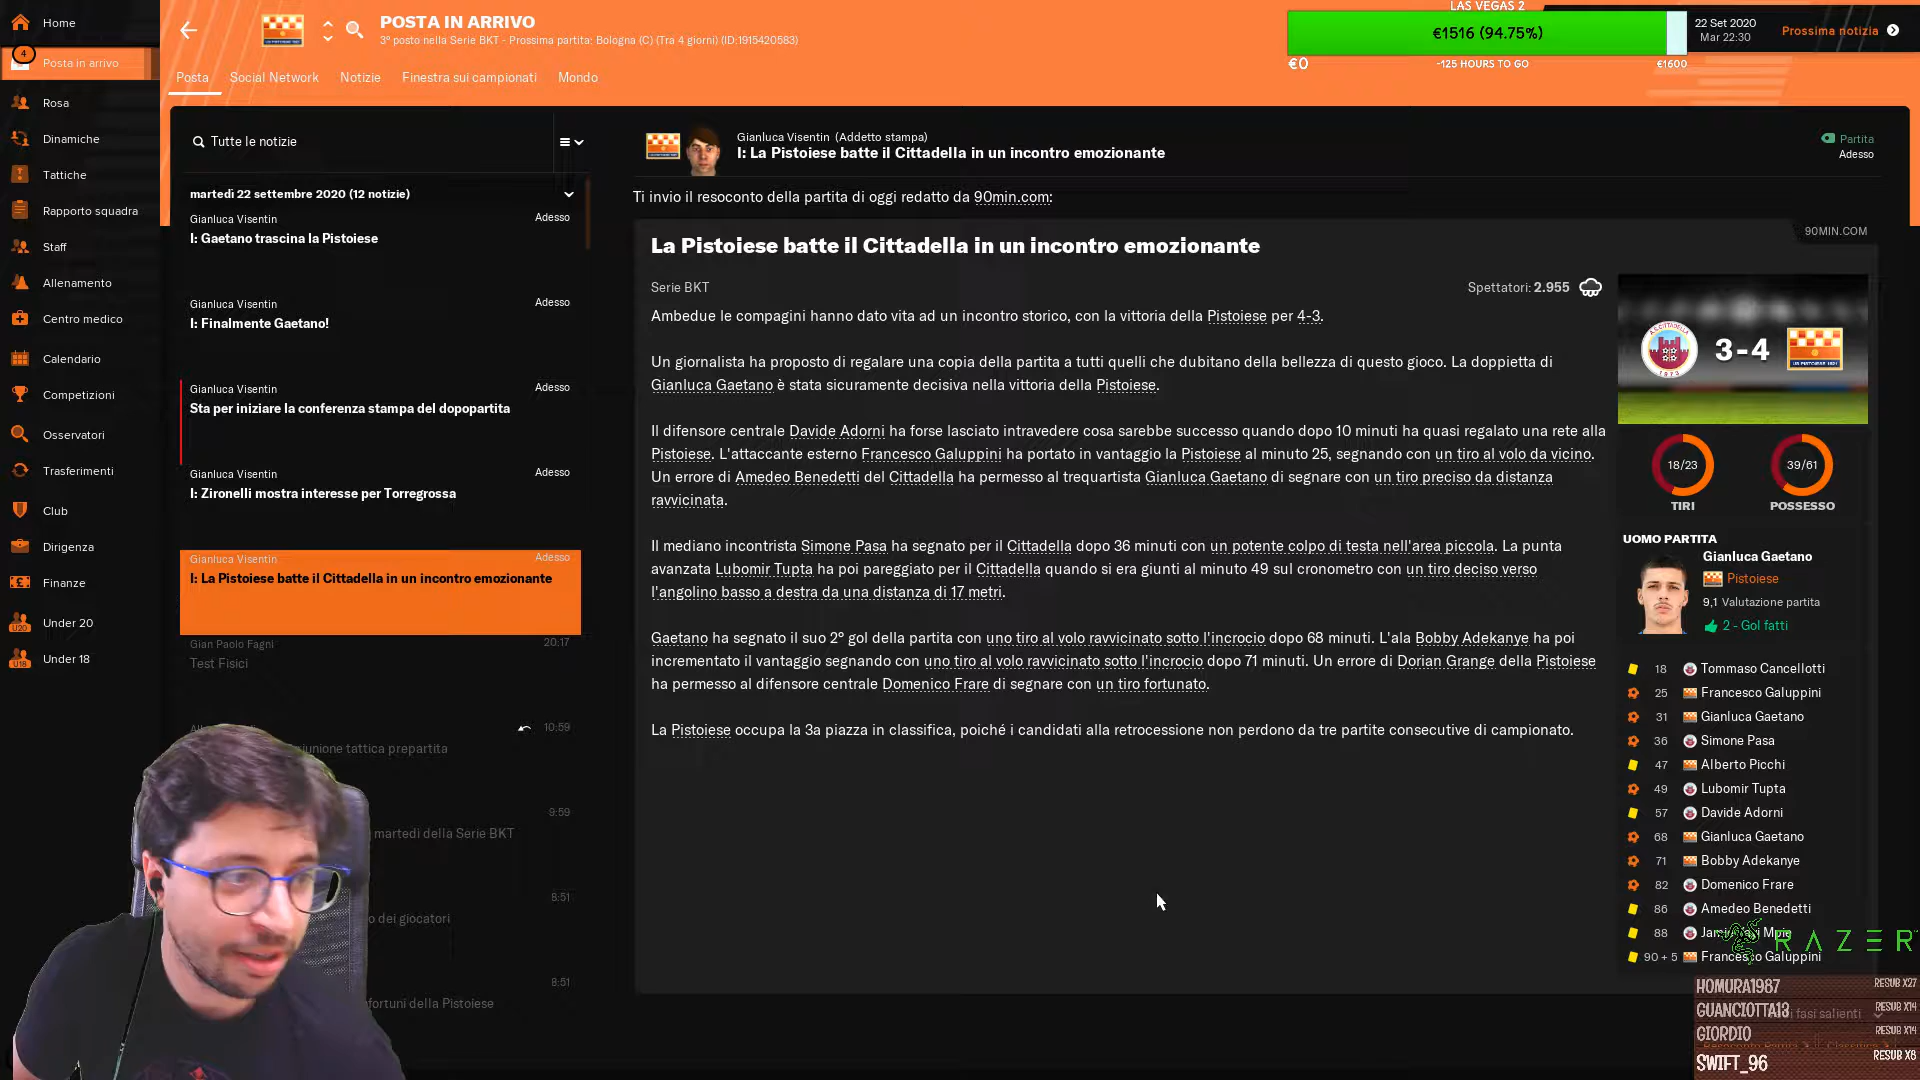 Home
4
Posta in arrivo
Rosa
Dinamiche
Tattiche
Rapporto squadra
Staff
Allenamento
Centro medico
Calendario
Competizioni
Osservatori
Trasferimenti
Club
Dirigenza
Finanze
Under 20
Under 18
POSTA IN ARRIVO
3° posto nella Serie BKT - Prossima partita: Bologna (C) (Tra 4 giorni) (ID:1915420583)
Posta Social Network Notizie Finestra sui campionati Mondo
LAS VEGAS 2
€1516 (94.75%)
€0 -125 HOURS TO GO €1600
22 Set 2020
Mar 22:30
Prossima notizia
Tutte le notizie
martedì 22 settembre 2020 (12 notizie)
Gianluca Visentin Adesso
I: Gaetano trascina la Pistoiese
Gianluca Visentin Adesso
I: Finalmente Gaetano!
Gianluca Visentin Adesso
Sta per iniziare la conferenza stampa del dopopartita
Gianluca Visentin Adesso
I: Zironelli mostra interesse per Torregrossa
Gianluca Visentin Adesso
I: La Pistoiese batte il Cittadella in un incontro emozionante
Gian Paolo Fagni 20:17
Test Fisici
10:59
riunione tattica prepartita
9:59
martedì della Serie BKT
8:51
dei giocatori
8:51
infortuni della Pistoiese
Gianluca Visentin (Addetto stampa)
I: La Pistoiese batte il Cittadella in un incontro emozionante
Partita
Adesso
Ti invio il resoconto della partita di oggi redatto da 90min.com:
90MIN.COM
La Pistoiese batte il Cittadella in un incontro emozionante
Serie BKT Spettatori: 2.955
Ambedue le compagini hanno dato vita ad un incontro storico, con la vittoria della Pistoiese per 4-3.
Un giornalista ha proposto di regalare una copia della partita a tutti quelli che dubitano della bellezza di questo gioco. La doppietta di
Gianluca Gaetano è stata sicuramente decisiva nella vittoria della Pistoiese.
Il difensore centrale Davide Adorni ha forse lasciato intravedere cosa sarebbe successo quando dopo 10 minuti ha quasi regalato una rete alla
Pistoiese. L'attaccante esterno Francesco Galuppini ha portato in vantaggio la Pistoiese al minuto 25, segnando con un tiro al volo da vicino.
Un errore di Amedeo Benedetti del Cittadella ha permesso al trequartista Gianluca Gaetano di segnare con un tiro preciso da distanza
ravvicinata.
Il mediano incontrista Simone Pasa ha segnato per il Cittadella dopo 36 minuti con un potente colpo di testa nell'area piccola. La punta
avanzata Lubomir Tupta ha poi pareggiato per il Cittadella quando si era giunti al minuto 49 sul cronometro con un tiro deciso verso
l'angolino basso a destra da una distanza di 17 metri.
Gaetano ha segnato il suo 2° gol della partita con uno tiro al volo ravvicinato sotto l'incrocio dopo 68 minuti. L'ala Bobby Adekanye ha poi
incrementato il vantaggio segnando con uno tiro al volo ravvicinato sotto l'incrocio dopo 71 minuti. Un errore di Dorian Grange della Pistoiese
ha permesso al difensore centrale Domenico Frare di segnare con un tiro fortunato.
La Pistoiese occupa la 3a piazza in classifica, poiché i candidati alla retrocessione non perdono da tre partite consecutive di campionato.
3-4
18/23 39/61
TIRI POSSESSO
UOMO PARTITA
Gianluca Gaetano
Pistoiese
9,1 Valutazione partita
2 - Gol fatti
18 Tommaso Cancellotti
25 Francesco Galuppini
31 Gianluca Gaetano
36 Simone Pasa
47 Alberto Picchi
49 Lubomir Tupta
57 Davide Adorni
68 Gianluca Gaetano
71 Bobby Adekanye
82 Domenico Frare
86 Amedeo Benedetti
88
90 + 5 Francesco Galuppini
RAZER
HOMURA1987 RESUB X27
GUANCIOTTA13 RESUB X14
fasi salienti
GIORDIO RESUB X14
SWIFT_96 RESUB X6